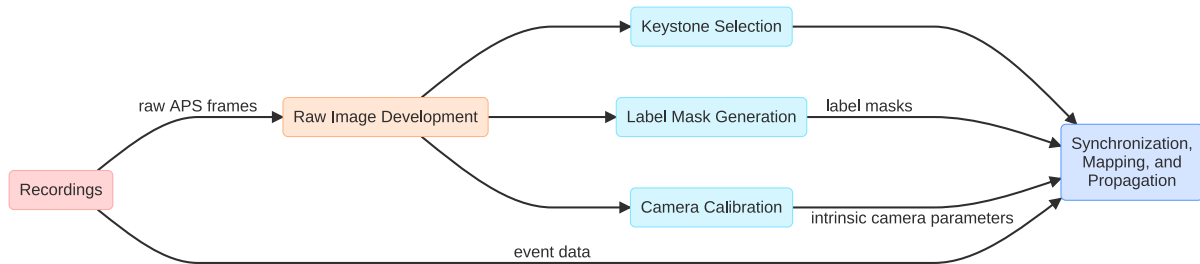 Keystone Selection
raw APS frames
Raw Image Development
Label Mask Generation
label masks
Synchronization,
Mapping, and
Propagation
Recordings
Camera Calibration
intrinsic camera parameters
event data